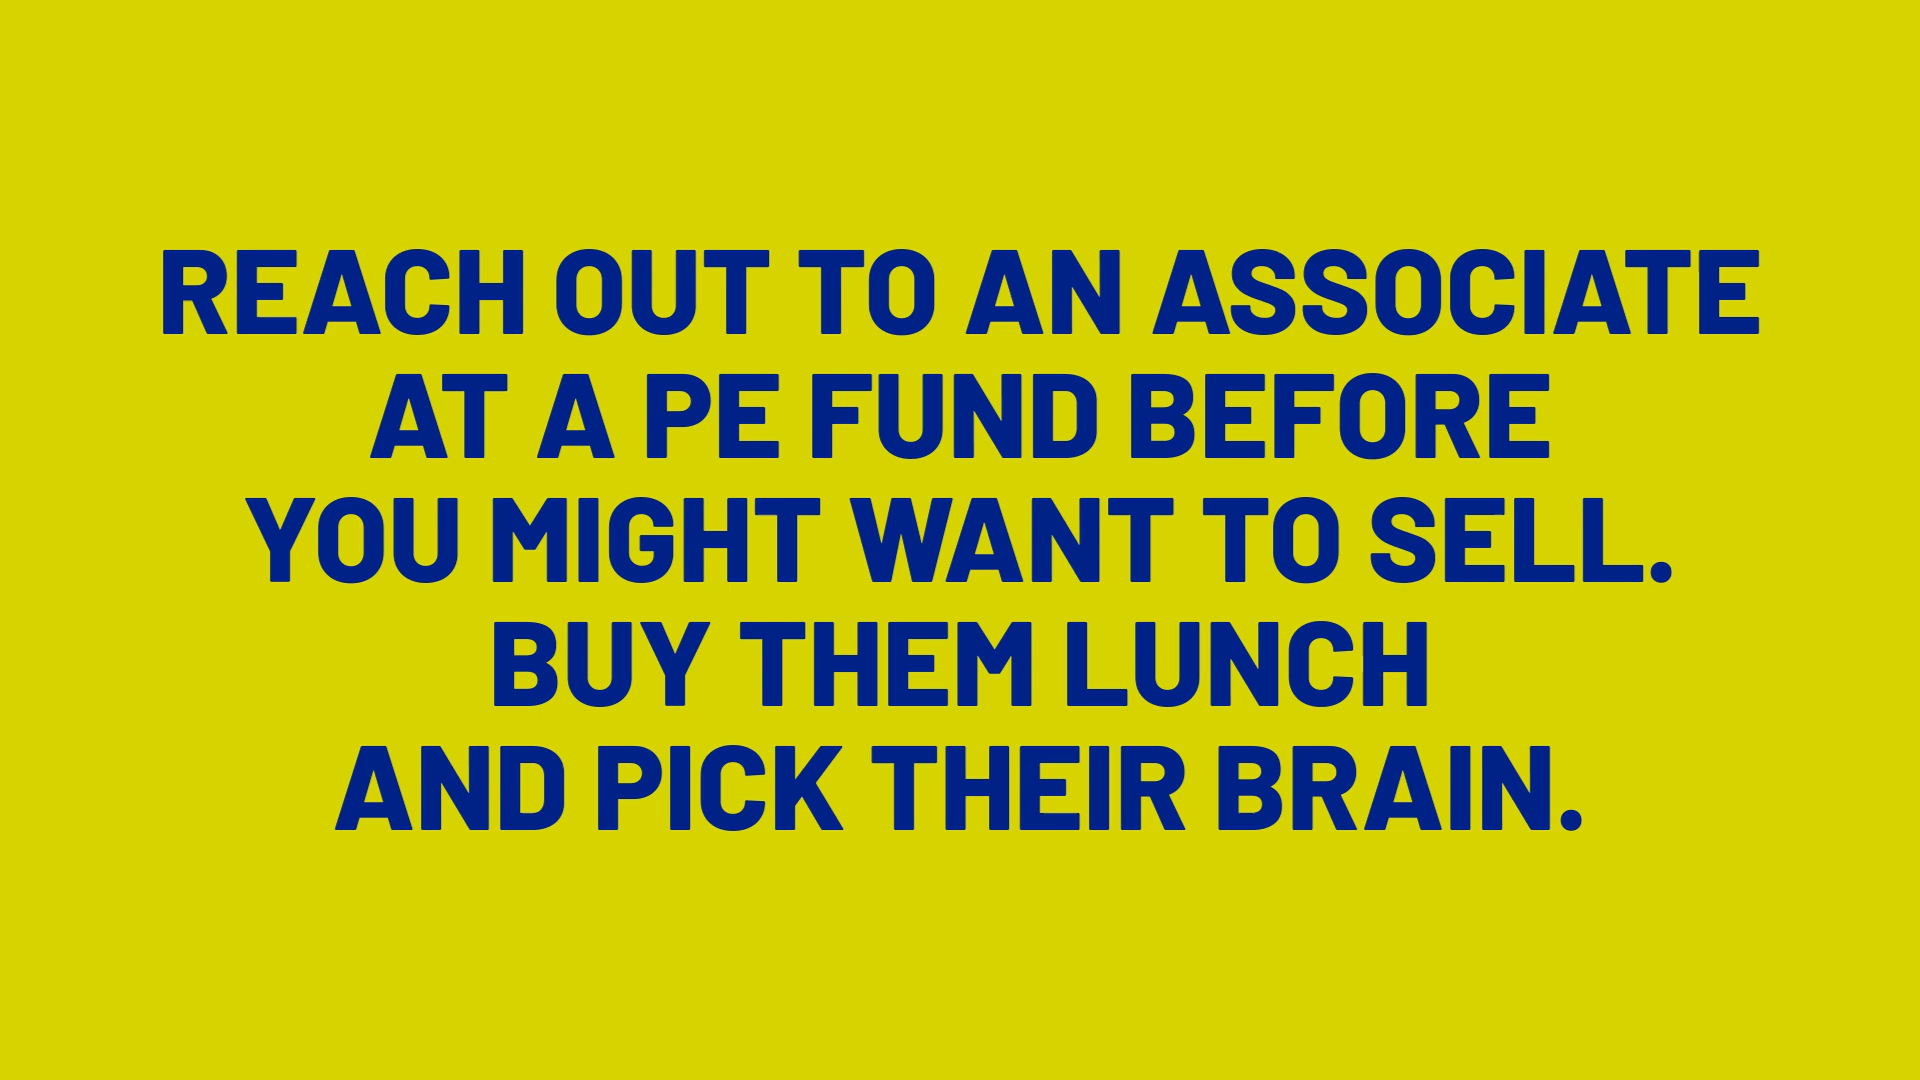 REACH OUT TO AN ASSOCIATE
AT A PE FUND BEFORE
YOU MIGHT WANT TO SELL.
BUY THEM LUNCH
AND PICK THEIR BRAIN.